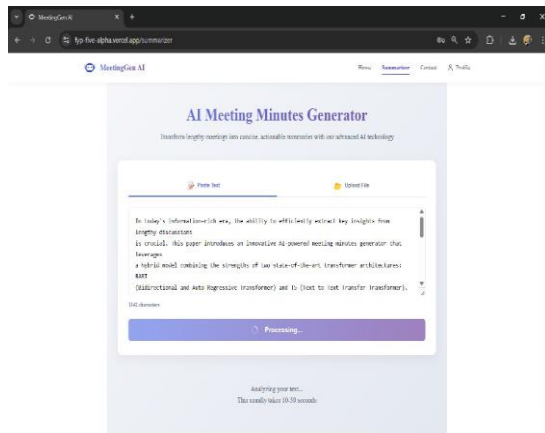 MeetingGen AI
fyp-five-alpha.vercel.app/summarizer
MeetingGen AI
Home Summarizer Contact Profile
AI Meeting Minutes Generator
Transform lengthy meetings into concise, actionable summaries with our advanced AI technology
Paste Text Upload File
In today's information-rich era, the ability to efficiently extract key insights from
lengthy discussions
is crucial. This paper introduces an innovative AI-powered meeting minutes generator that
leverages
a hybrid model combining the strengths of two state-of-the-art transformer architectures:
BART
(Bidirectional and Auto Regressive Transformer) and T5 (Text to Text Transfer Transformer).
characters
Processing...
Analyzing your text...
This usually takes 10-30 seconds